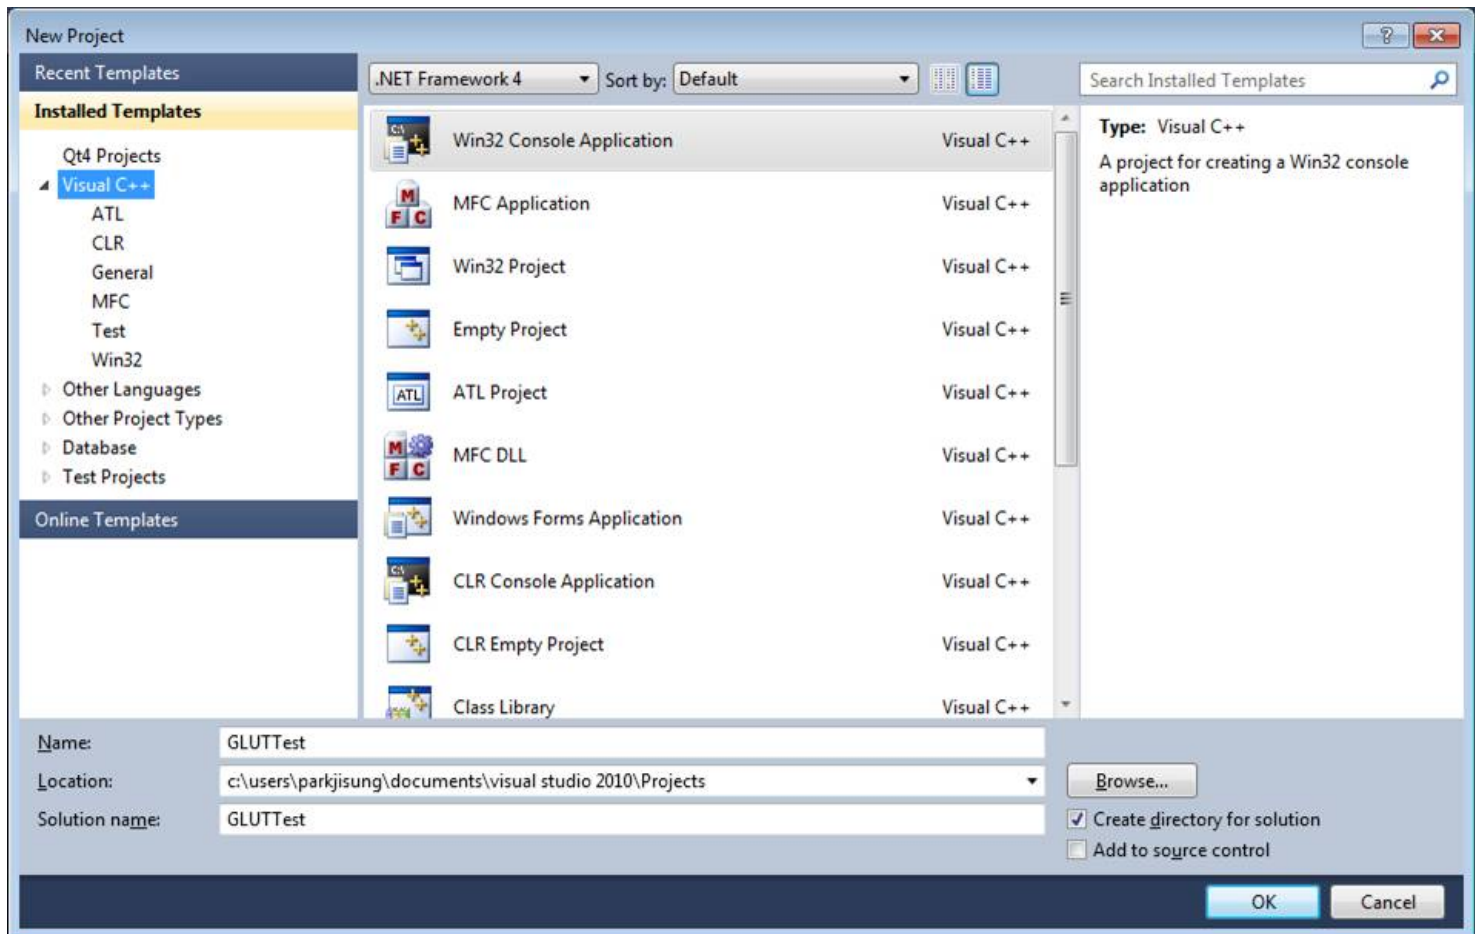 New Project
Recent Templates
Installed Templates
Qt4 Projects
Visual C++
ATL
CLR
General
MFC
Test
Win32
Other Languages
Other Project Types
Database
Test Projects
Online Templates
.NET Framework 4 Sort by: Default
Win32 Console Application Visual C++
MFC Application Visual C++
Win32 Project Visual C++
Empty Project Visual C++
ATL Project Visual C++
MFC DLL Visual C++
Windows Forms Application Visual C++
CLR Console Application Visual C++
CLR Empty Project Visual C++
Class Library Visual C++
Search Installed Templates
Type: Visual C++
A project for creating a Win32 console
application
Name: GLUTTest
Location: c:\users\parkjisung\documents\visual studio 2010\Projects Browse...
Solution name: GLUTTest
Create directory for solution
Add to source control
OK Cancel